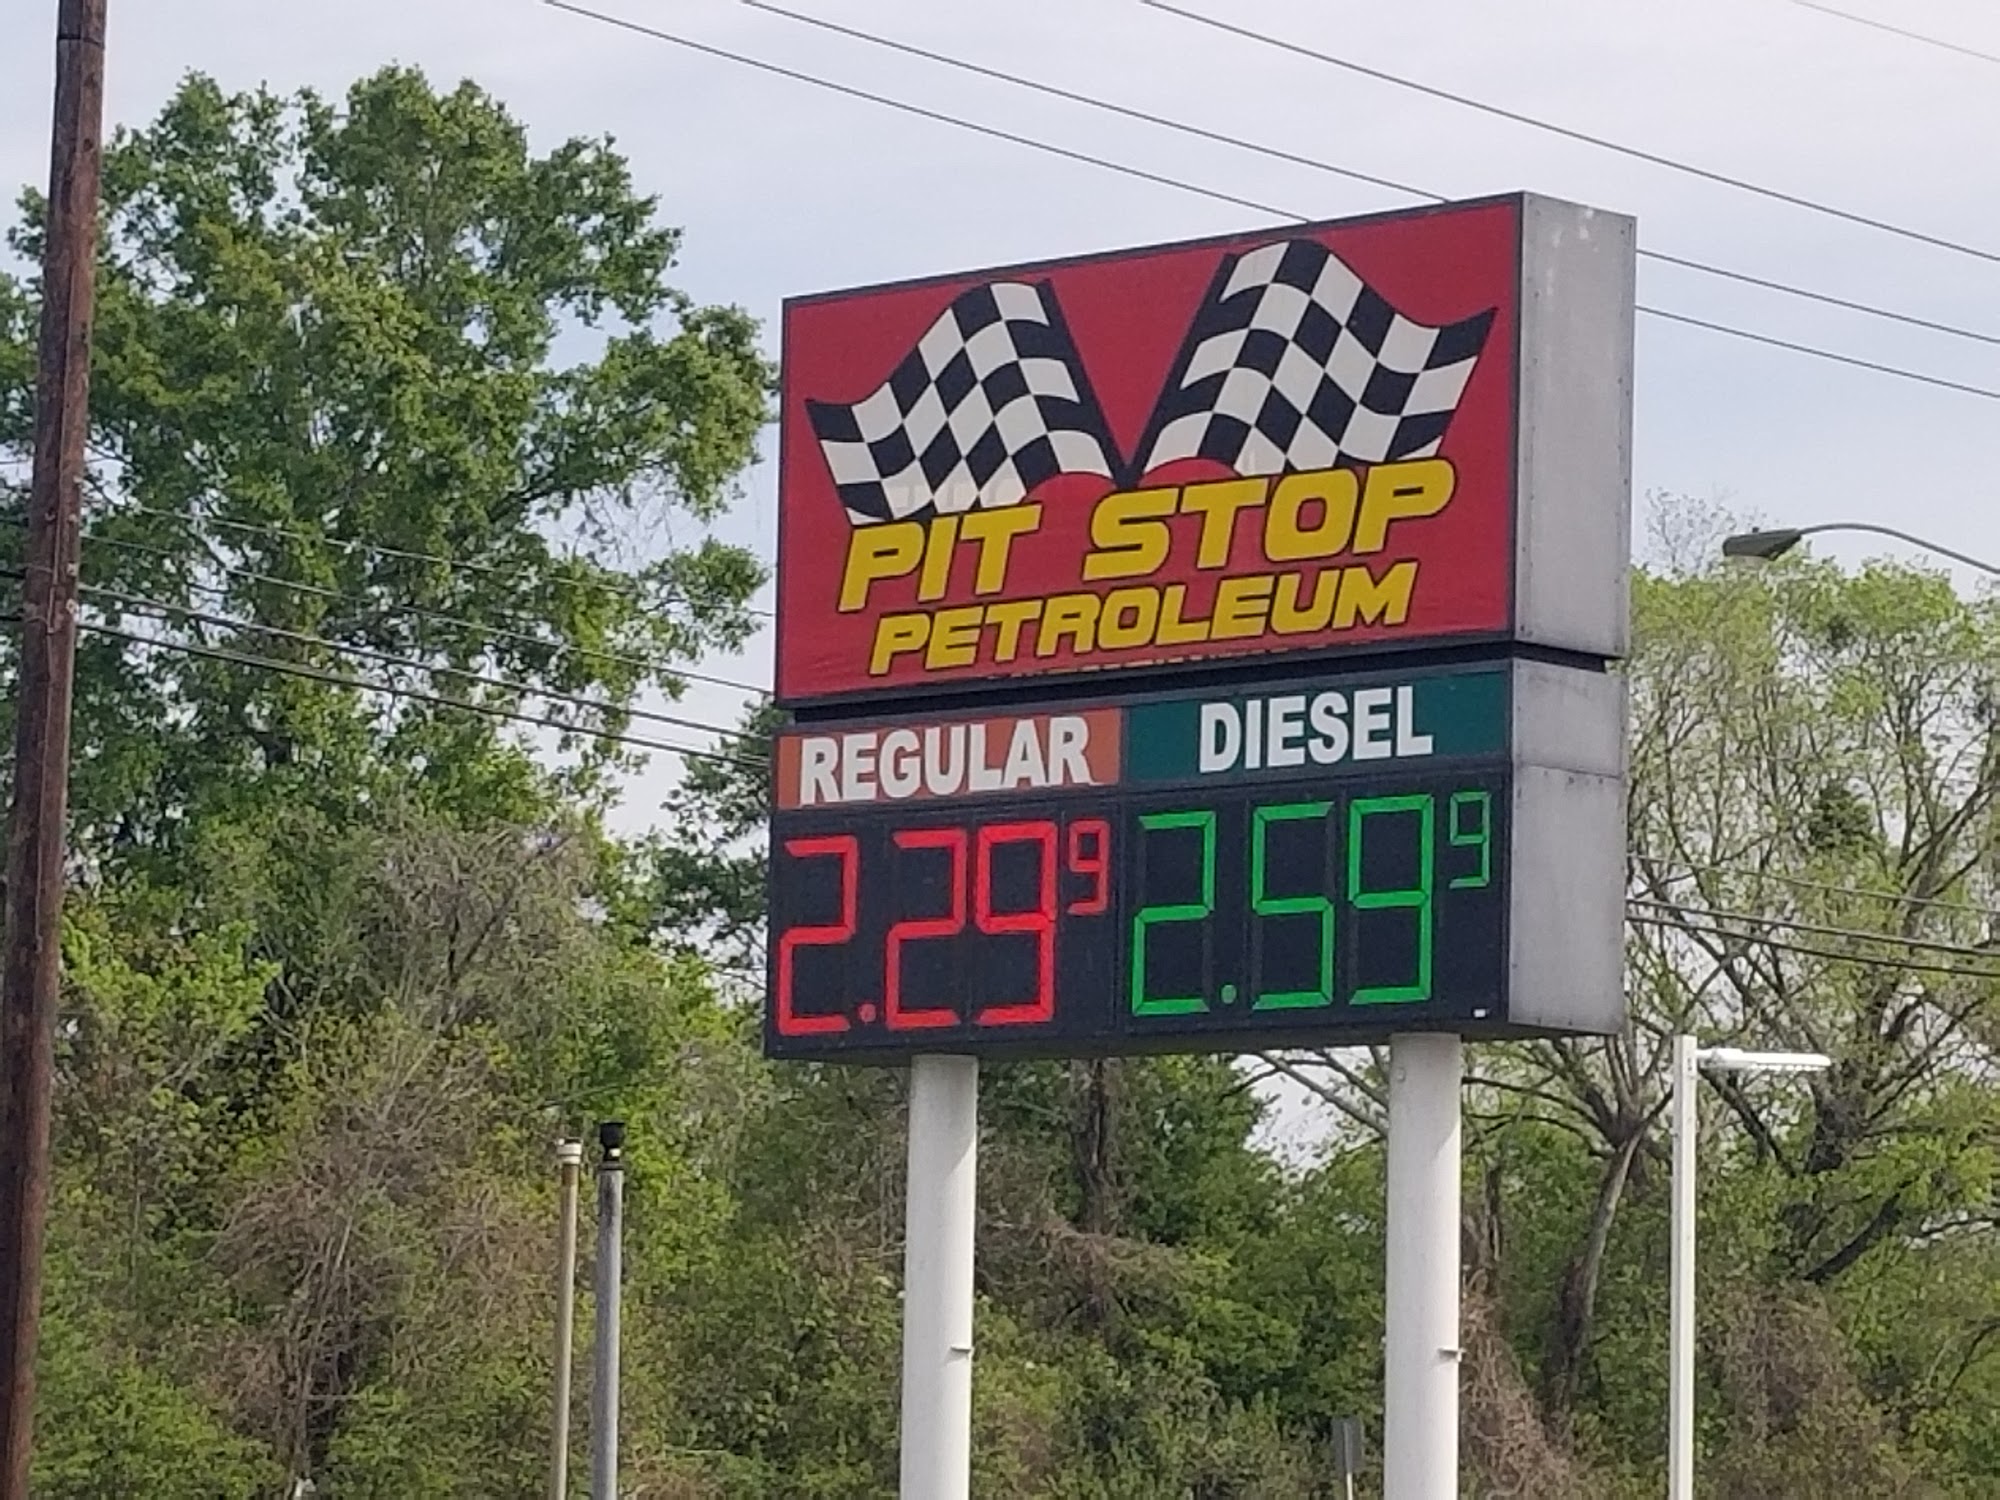 PIT STOP
PETROLEUM
REGULAR DIESEL
2.29 9 2.59 9